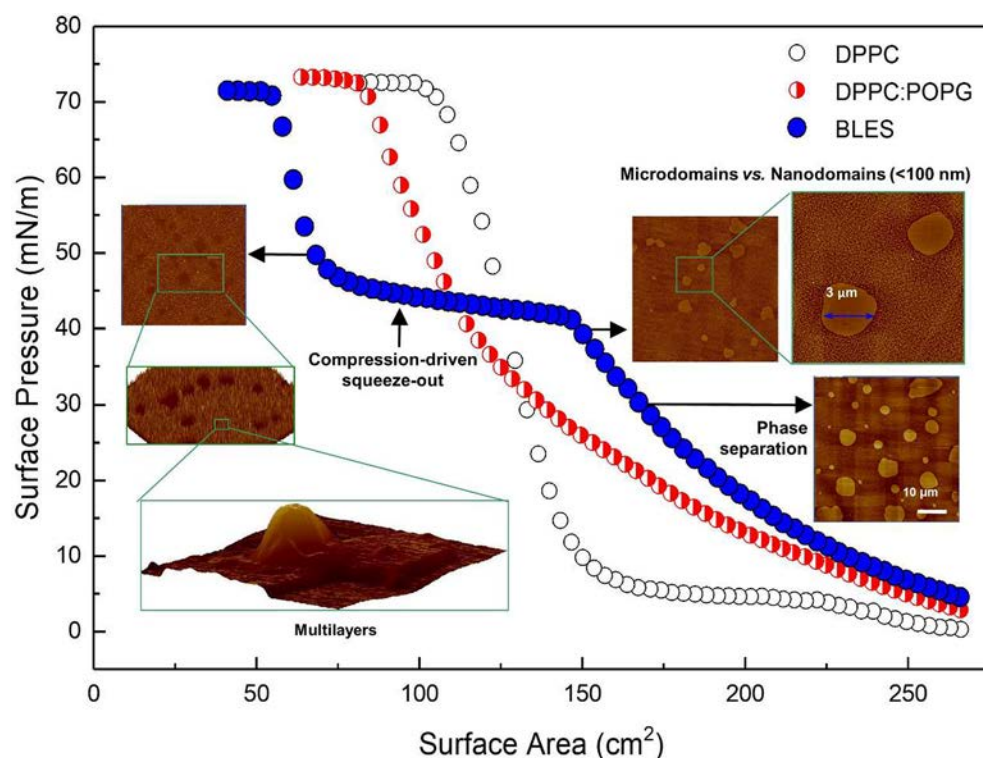 80
70
60
50
40
30
20
10
0
Surface Pressure (mN/m)
DPPC
DPPC:POPG
BLES
Microdomains vs. Nanodomains (<100 nm)
3 μm
Compression-driven
squeeze-out
Phase
separation
10 μm
Multilayers
0 50 100 150 200 250
Surface Area (cm²)